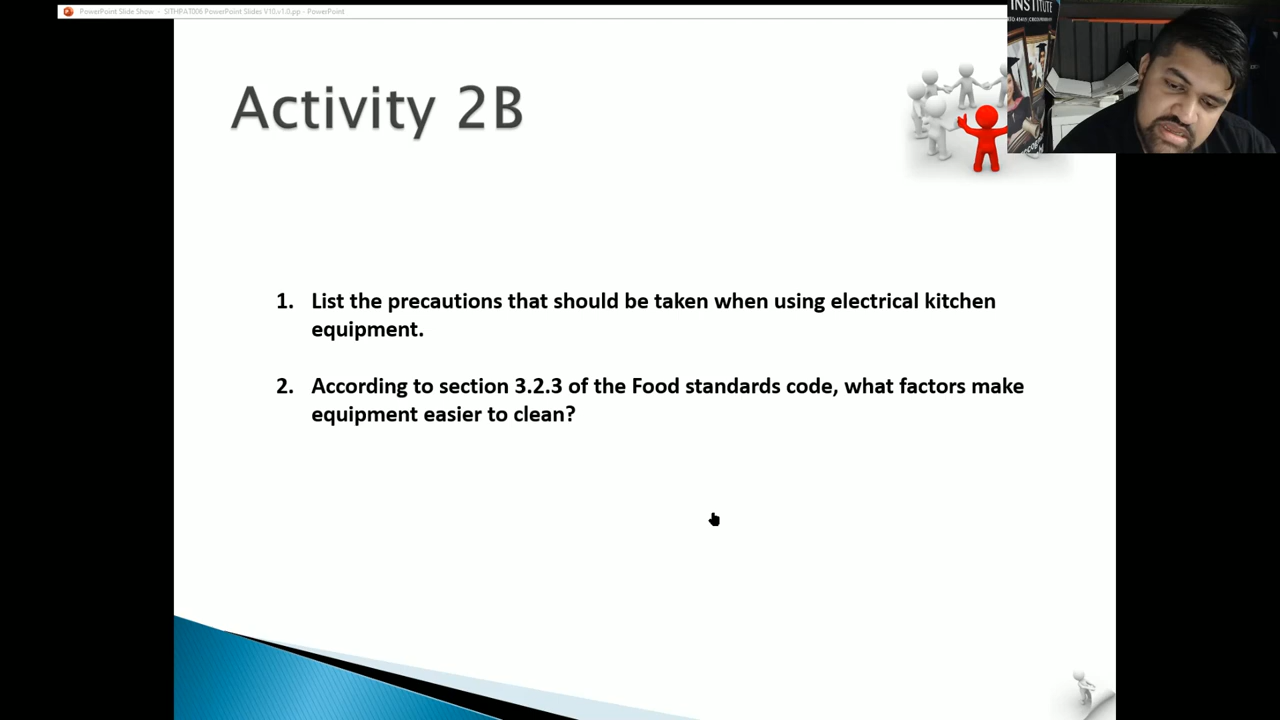 PowerPoint Slide Show - SITHPAT006 PowerPoint Slides V10.v1.0.pp - PowerPoint
INSTITUTE
Activity 2B
1. List the precautions that should be taken when using electrical kitchen
equipment.
2. According to section 3.2.3 of the Food standards code, what factors make
equipment easier to clean?